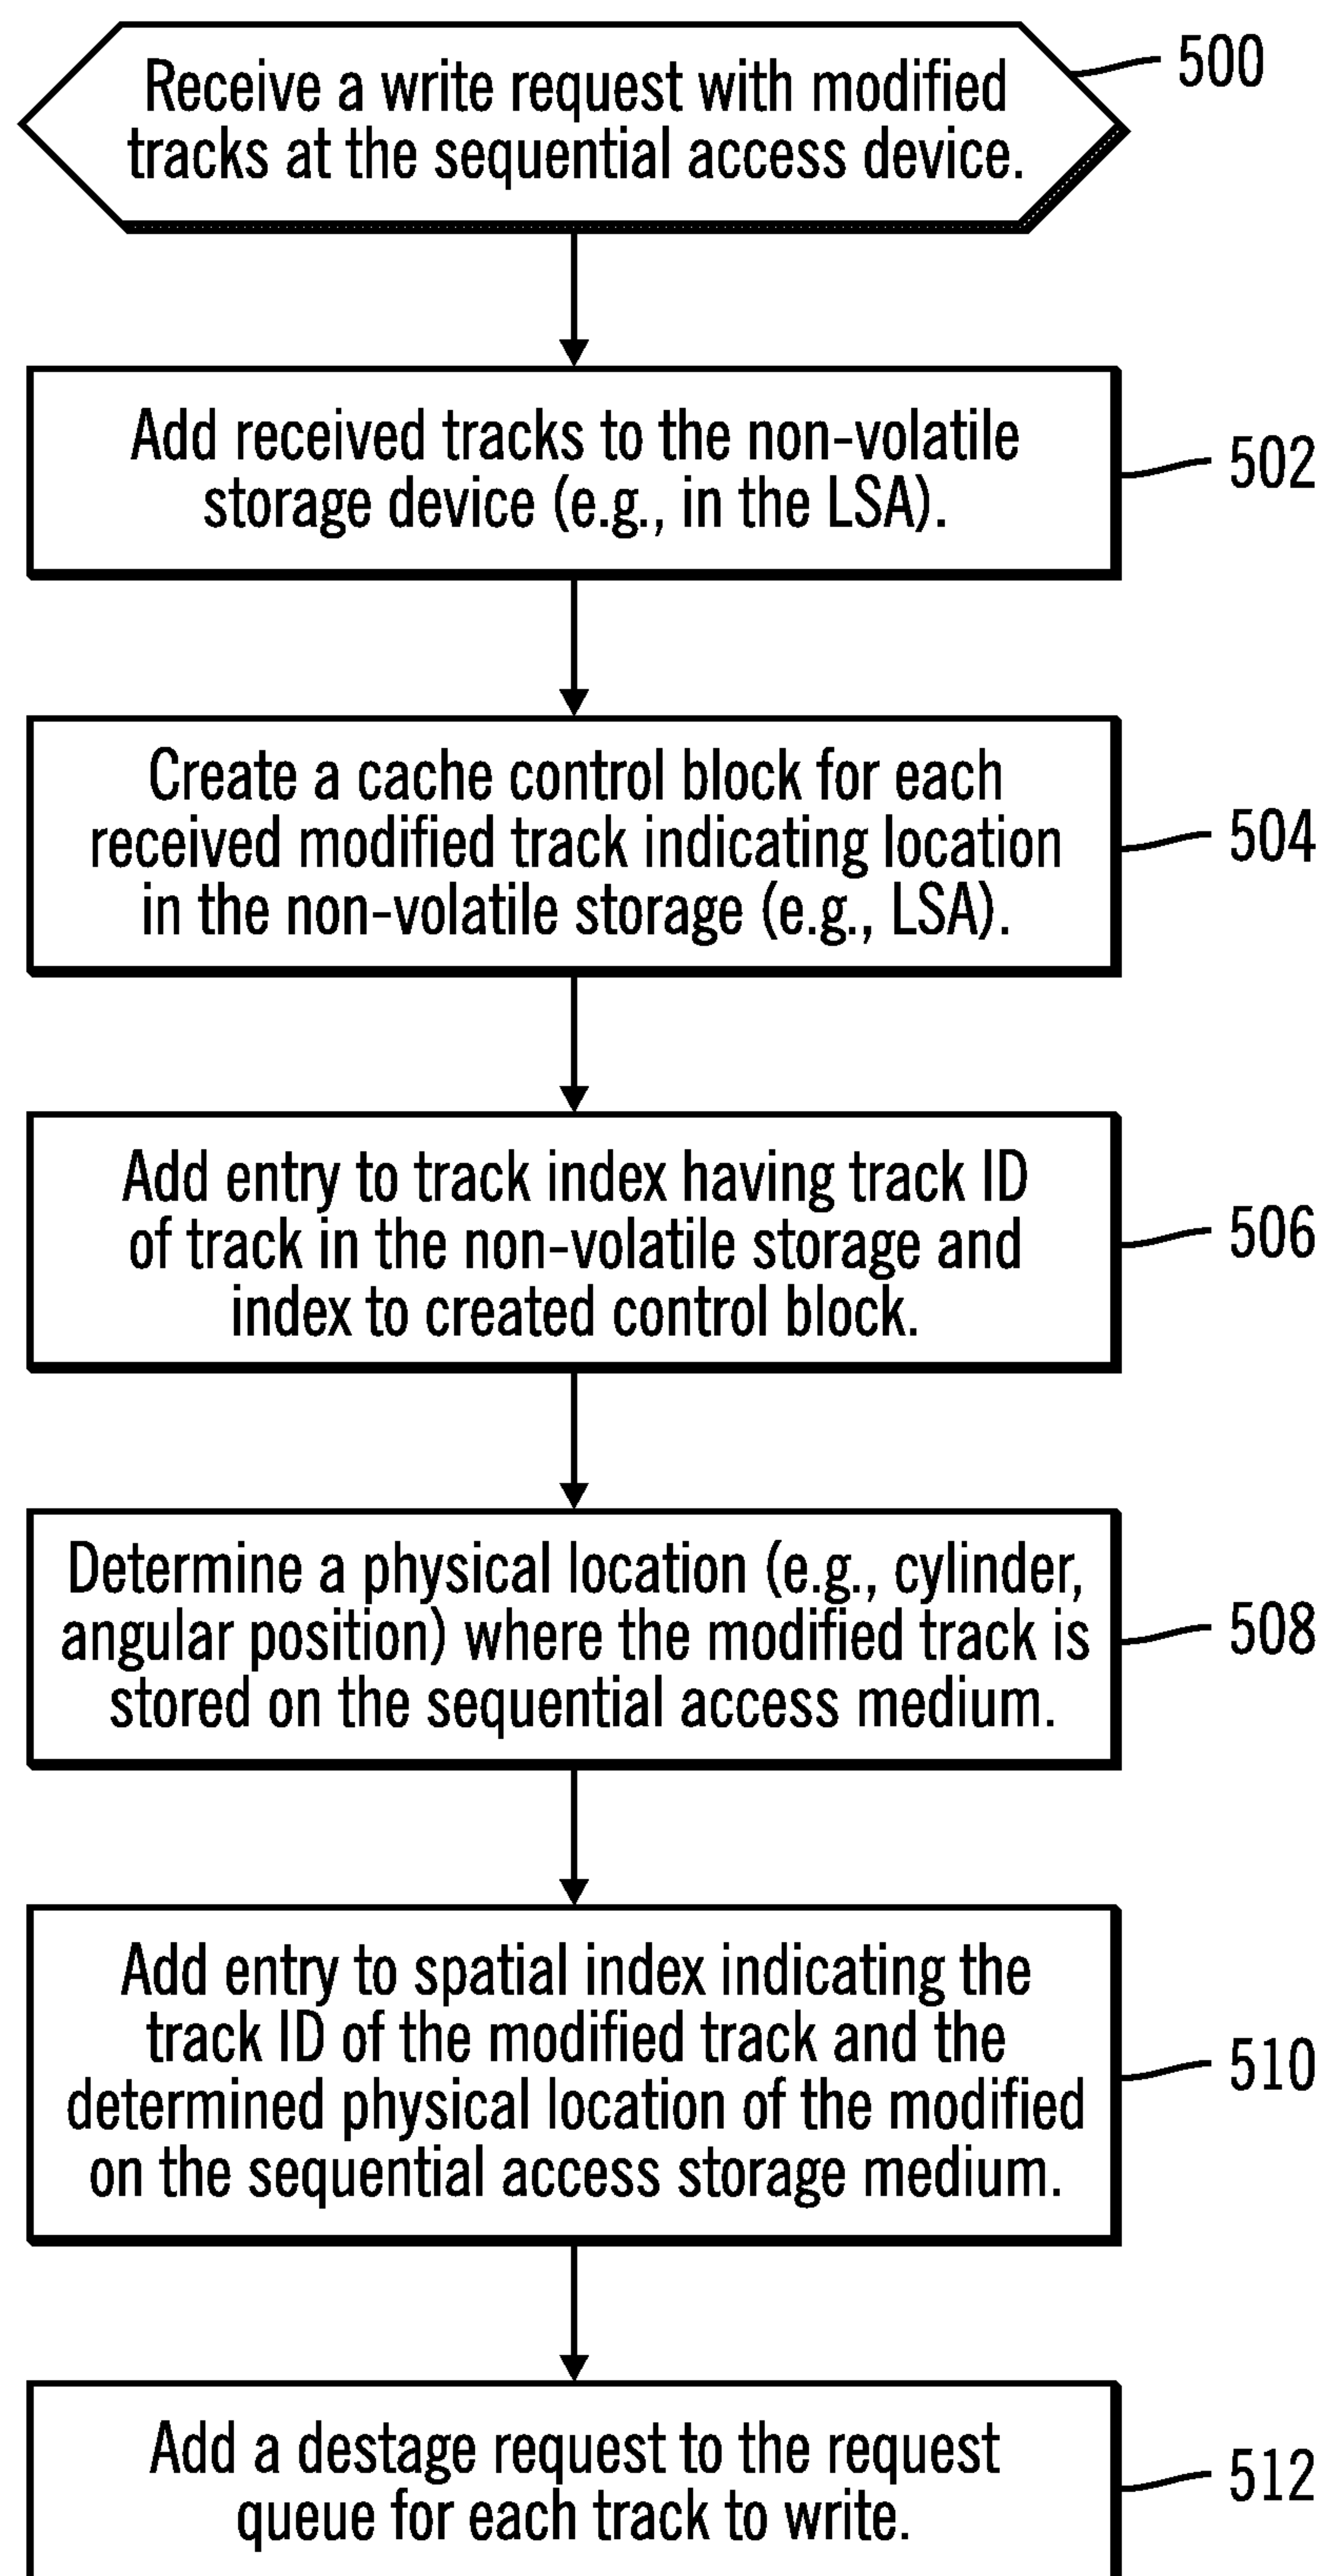 Receive a write request with modified
tracks at the sequential access device.
500
Add received tracks to the non-volatile
storage device (e.g., in the LSA).
502
Create a cache control block for each
received modified track indicating location
in the non-volatile storage (e.g., LSA).
504
Add entry to track index having track ID
of track in the non-volatile storage and
index to created control block.
506
Determine a physical location (e.g., cylinder,
angular position) where the modified track is
stored on the sequential access medium.
508
Add entry to spatial index indicating the
track ID of the modified track and the
determined physical location of the modified
on the sequential access storage medium.
510
Add a destage request to the request
queue for each track to write.
512